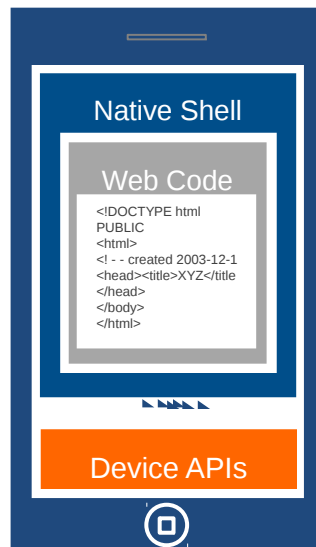 Native Shell
Web Code
<!DOCTYPE html
PUBLIC
<html>
<! - - created 2003-12-1
<head><title>XYZ</title
</head>
</body>
</html>
Device APIs